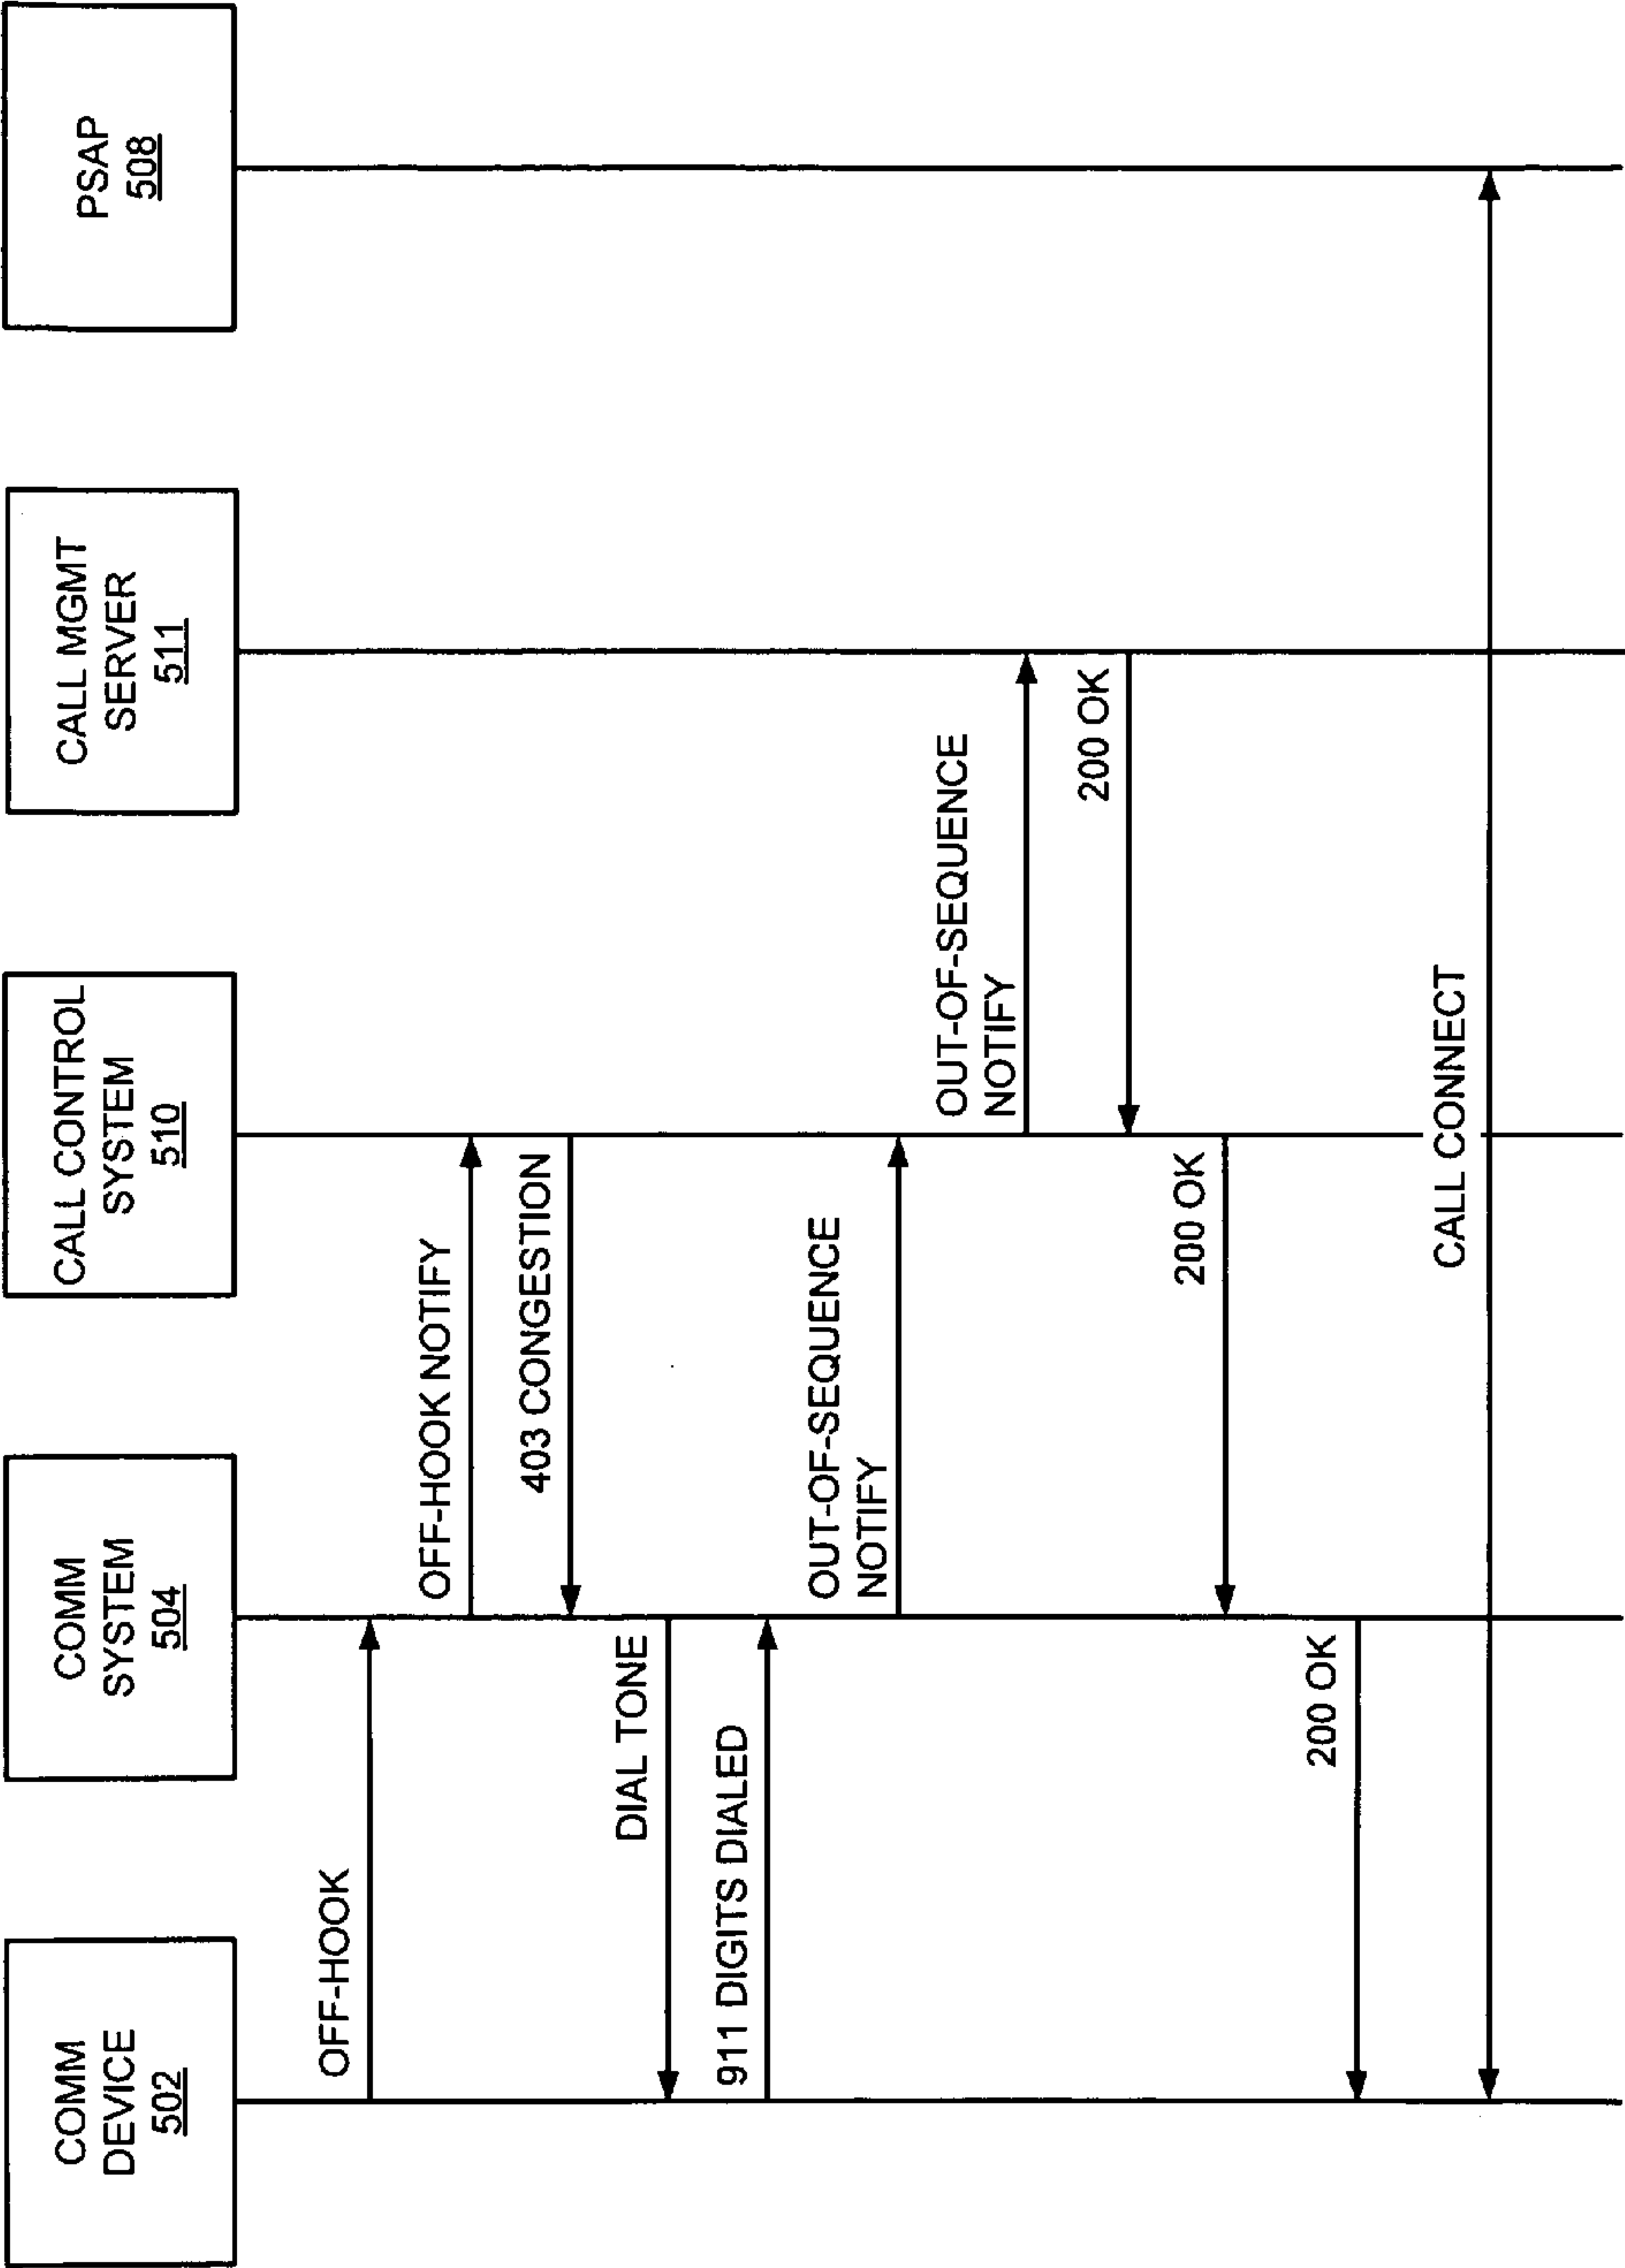 COMM
DEVICE
502
COMM
SYSTEM
504
CALL CONTROL
SYSTEM
510
CALL MGMT
SERVER
511
PSAP
508
OFF-HOOK
OFF-HOOK NOTIFY
403 CONGESTION
DIAL TONE
911 DIGITS DIALED
OUT-OF-SEQUENCE
NOTIFY
OUT-OF-SEQUENCE
NOTIFY
200 OK
200 OK
200 OK
CALL CONNECT